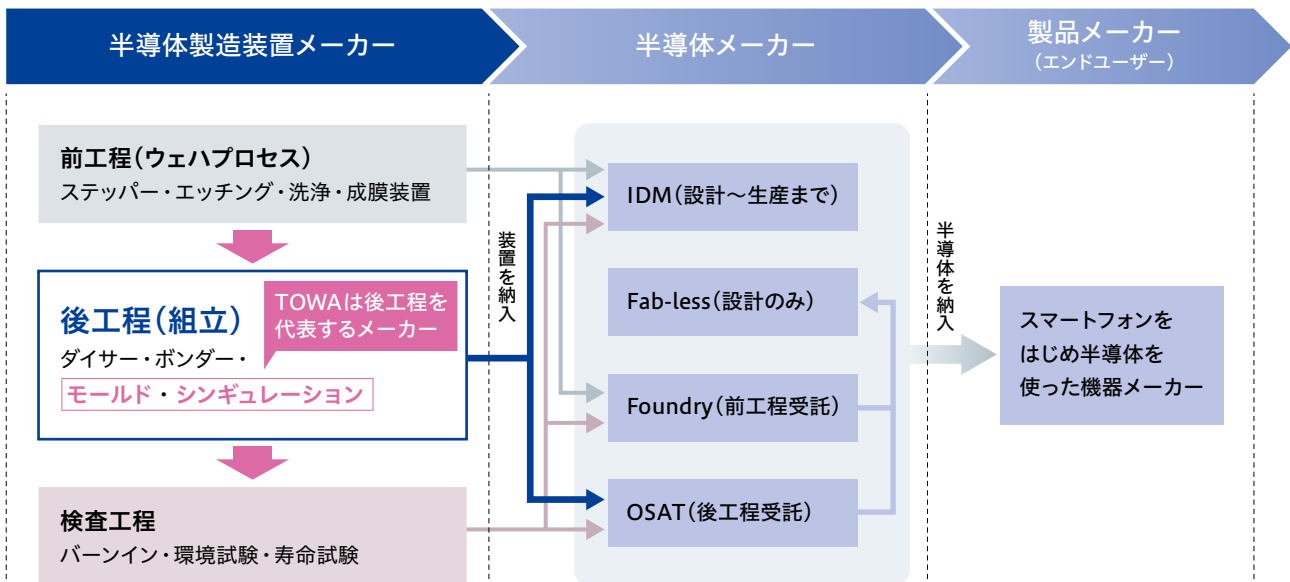 半導体製造装置メーカー
半導体メーカー
製品メーカー
（エンドユーザー）
前工程（ウェハプロセス）
ステッパー・エッチング・洗浄・成膜装置
後工程（組立）
ダイサー・ボンダー・
モールド・シンギュレーション
TOWAは後工程を
代表するメーカー
検査工程
バーンイン・環境試験・寿命試験
装置を納入
IDM（設計～生産まで）
Fab-less（設計のみ）
Foundry（前工程受託）
OSAT（後工程受託）
半導体を納入
スマートフォンを
はじめ半導体を
使った機器メーカー